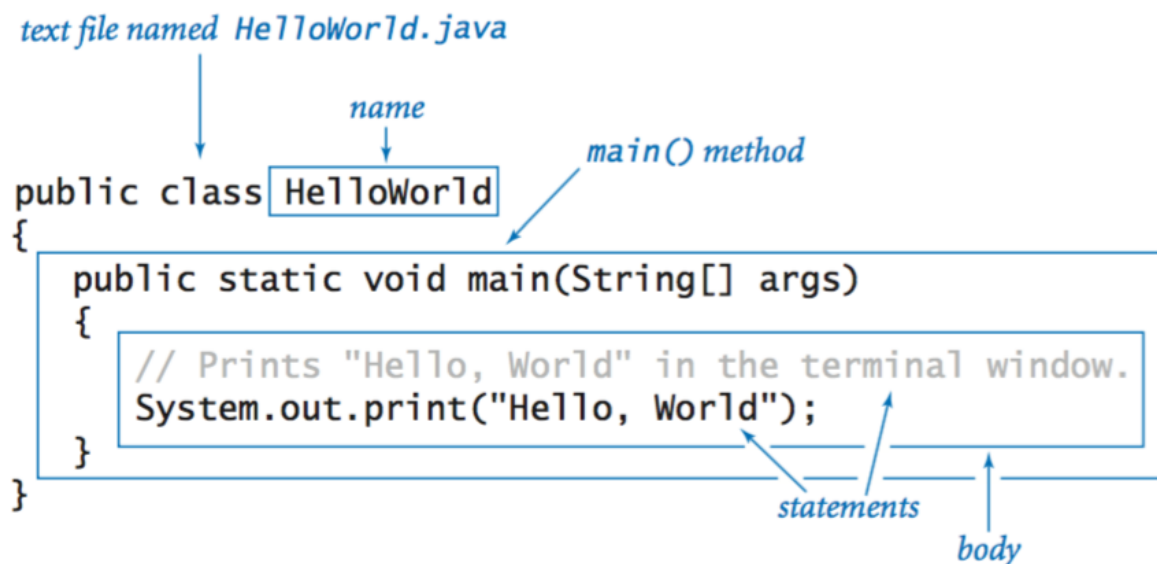 text file named HelloWorld.java
name
main() method
public class HelloWorld
{
public static void main(String[] args)
{
// Prints "Hello, World" in the terminal window.
System.out.print("Hello, World");
}
}
statements
body